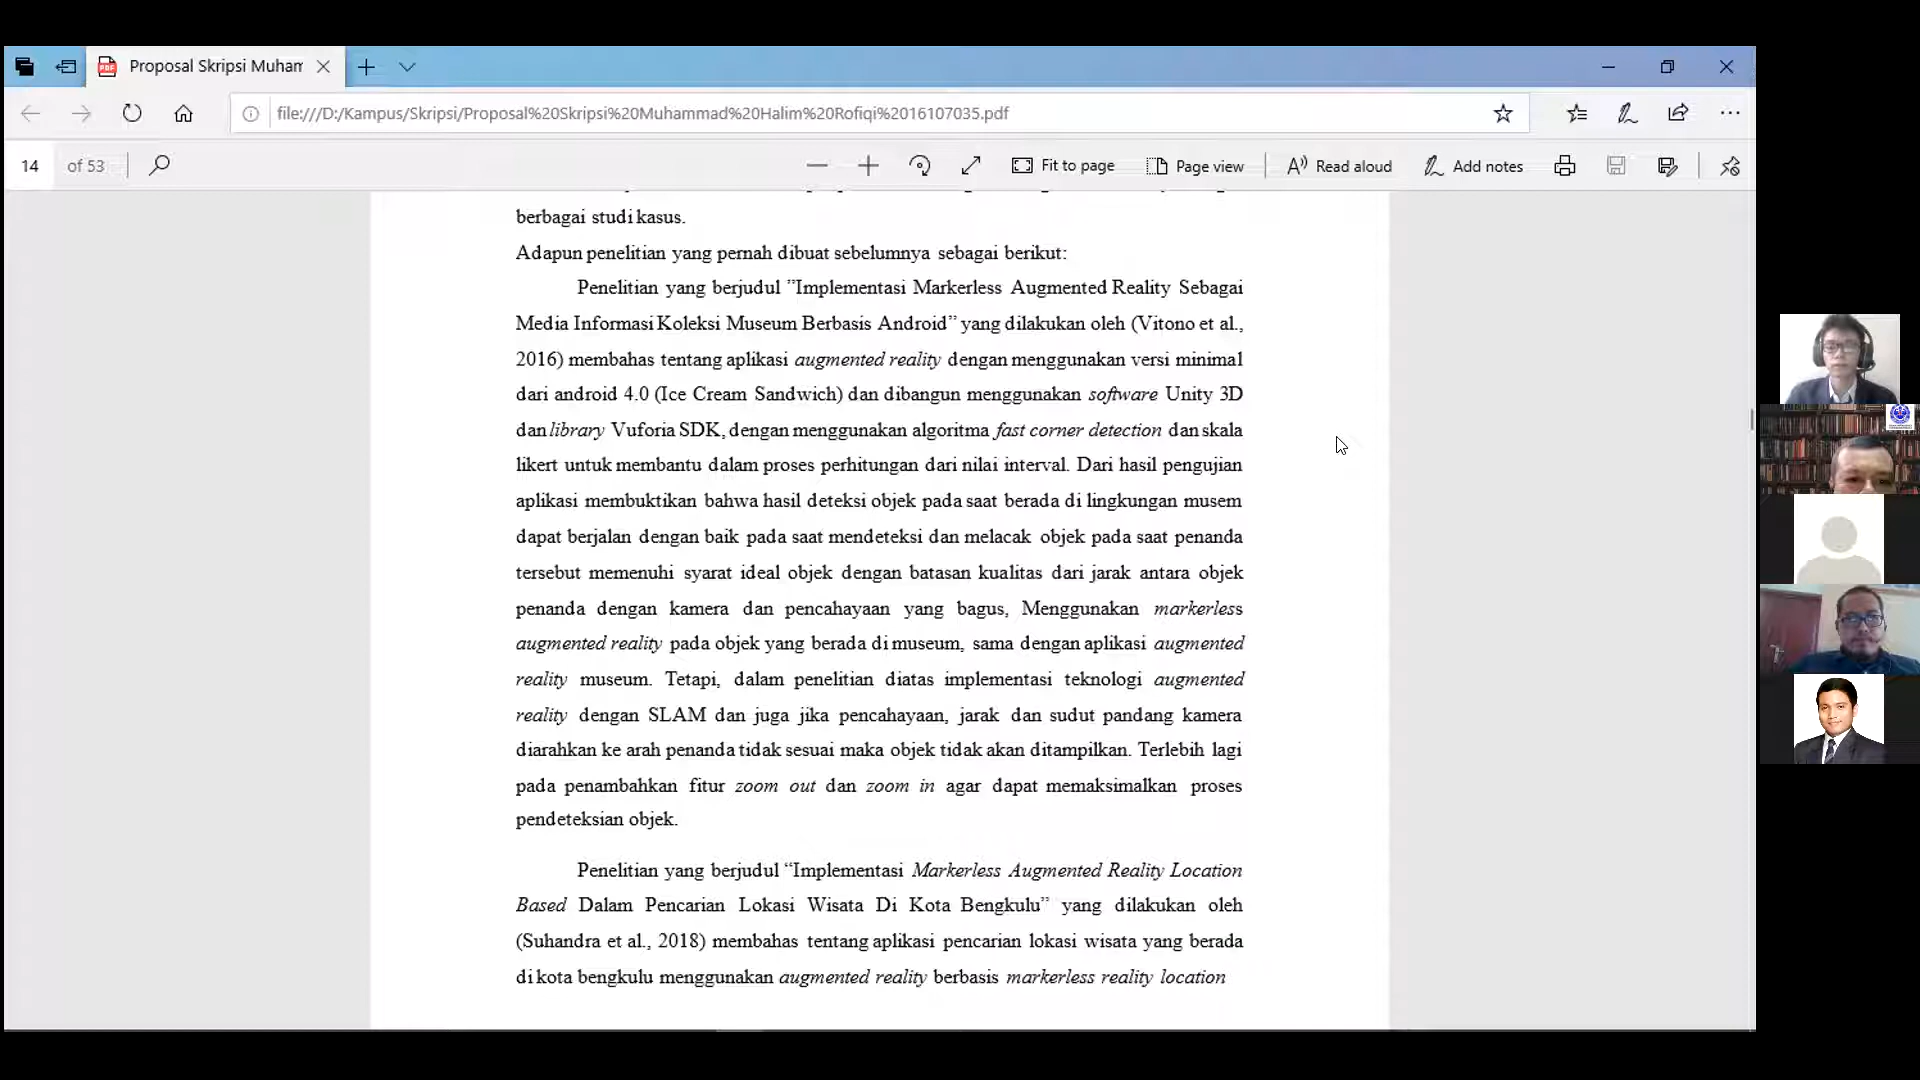 Proposal Skripsi Muham
file:///D:/Kampus/Skripsi/Proposal%20Skripsi%20Muhammad%20Halim%20Rofiqi%2016107035.pdf
14 of 53 Fit to page Page view Read aloud Add notes
berbagai studi kasus.
Adapun penelitian yang pernah dibuat sebelumnya sebagai berikut:
Penelitian yang berjudul ”Implementasi Markerless Augmented Reality Sebagai
Media Informasi Koleksi Museum Berbasis Android” yang dilakukan oleh (Vitono et al.,
2016) membahas tentang aplikasi augmented reality dengan menggunakan versi minimal
dari android 4.0 (Ice Cream Sandwich) dan dibangun menggunakan software Unity 3D
dan library Vuforia SDK, dengan menggunakan algoritma fast corner detection dan skala
likert untuk membantu dalam proses perhitungan dari nilai interval. Dari hasil pengujian
aplikasi membuktikan bahwa hasil deteksi objek pada saat berada di lingkungan musem
dapat berjalan dengan baik pada saat mendeteksi dan melacak objek pada saat penanda
tersebut memenuhi syarat ideal objek dengan batasan kualitas dari jarak antara objek
penanda dengan kamera dan pencahayaan yang bagus, Menggunakan markerless
augmented reality pada objek yang berada di museum, sama dengan aplikasi augmented
reality museum. Tetapi, dalam penelitian diatas implementasi teknologi augmented
reality dengan SLAM dan juga jika pencahayaan, jarak dan sudut pandang kamera
diarahkan ke arah penanda tidak sesuai maka objek tidak akan ditampilkan. Terlebih lagi
pada penambahkan fitur zoom out dan zoom in agar dapat memaksimalkan proses
pendeteksian objek.
Penelitian yang berjudul “Implementasi Markerless Augmented Reality Location
Based Dalam Pencarian Lokasi Wisata Di Kota Bengkulu” yang dilakukan oleh
(Suhandra et al., 2018) membahas tentang aplikasi pencarian lokasi wisata yang berada
di kota bengkulu menggunakan augmented reality berbasis markerless reality location